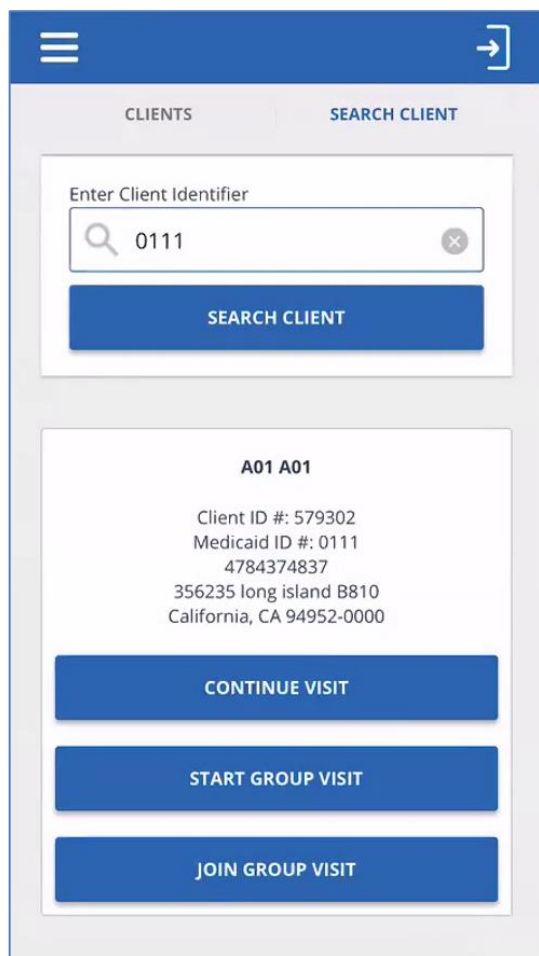 CLIENTS
SEARCH CLIENT
Enter Client Identifier
0111
SEARCH CLIENT
A01 A01
Client ID #: 579302
Medicaid ID #: 0111
4784374837
356235 long island B810
California, CA 94952-0000
CONTINUE VISIT
START GROUP VISIT
JOIN GROUP VISIT